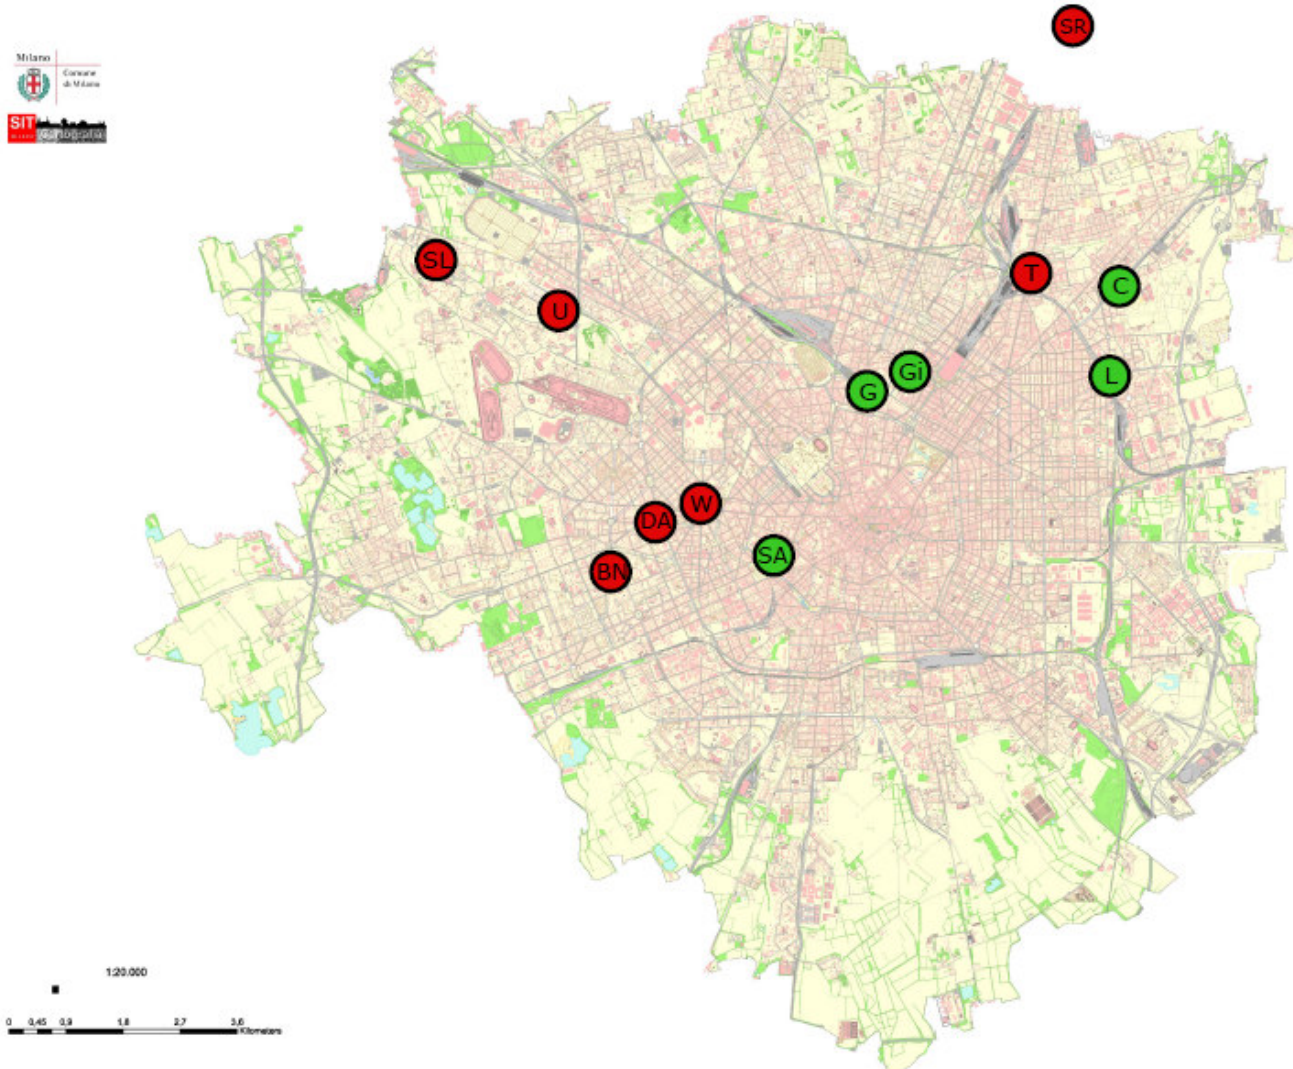 SR
Milano
Comune
di Milano
SIT
SL
T
C
U
Gi
G
L
W
DA
SA
BN
1:20.000
0 0,45 0,9 1,8 2,7 3,6
Kilometers